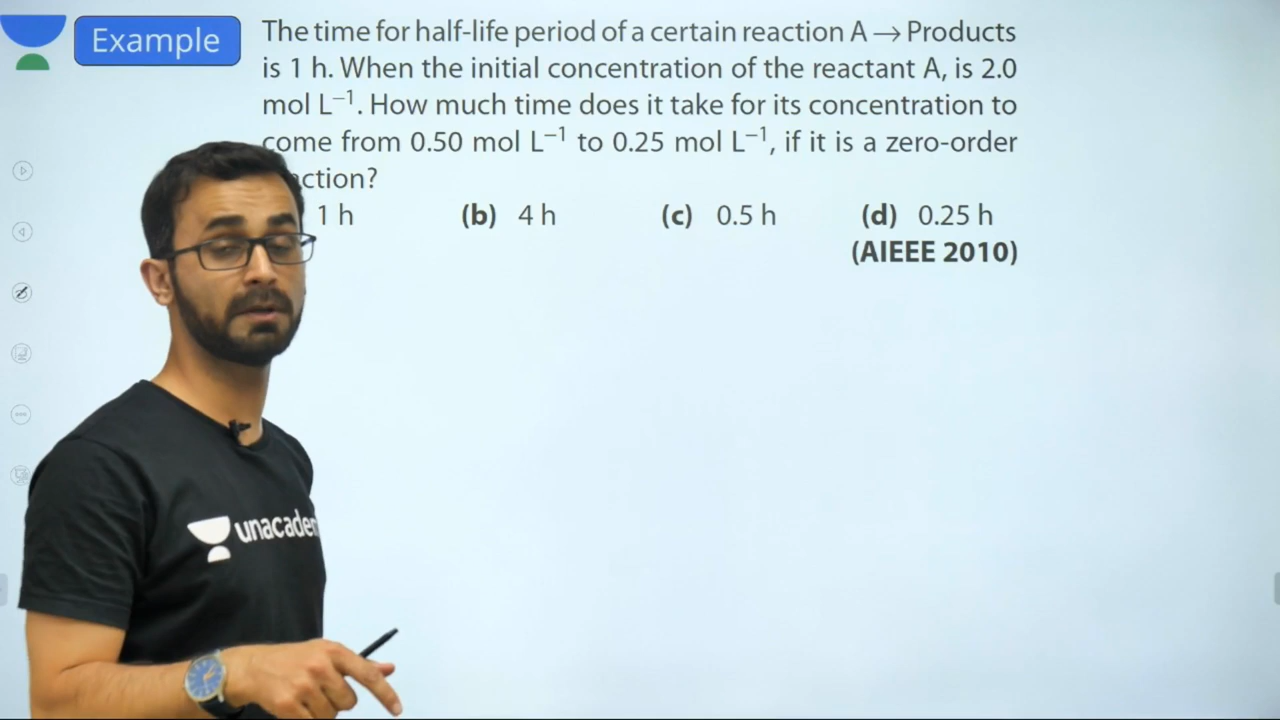 Example
The time for half-life period of a certain reaction A → Products
is 1 h. When the initial concentration of the reactant A, is 2.0
mol L⁻¹. How much time does it take for its concentration to
come from 0.50 mol L⁻¹ to 0.25 mol L⁻¹, if it is a zero-order
ction?
1 h (b) 4 h (c) 0.5 h (d) 0.25 h
(AIEEE 2010)
unacade